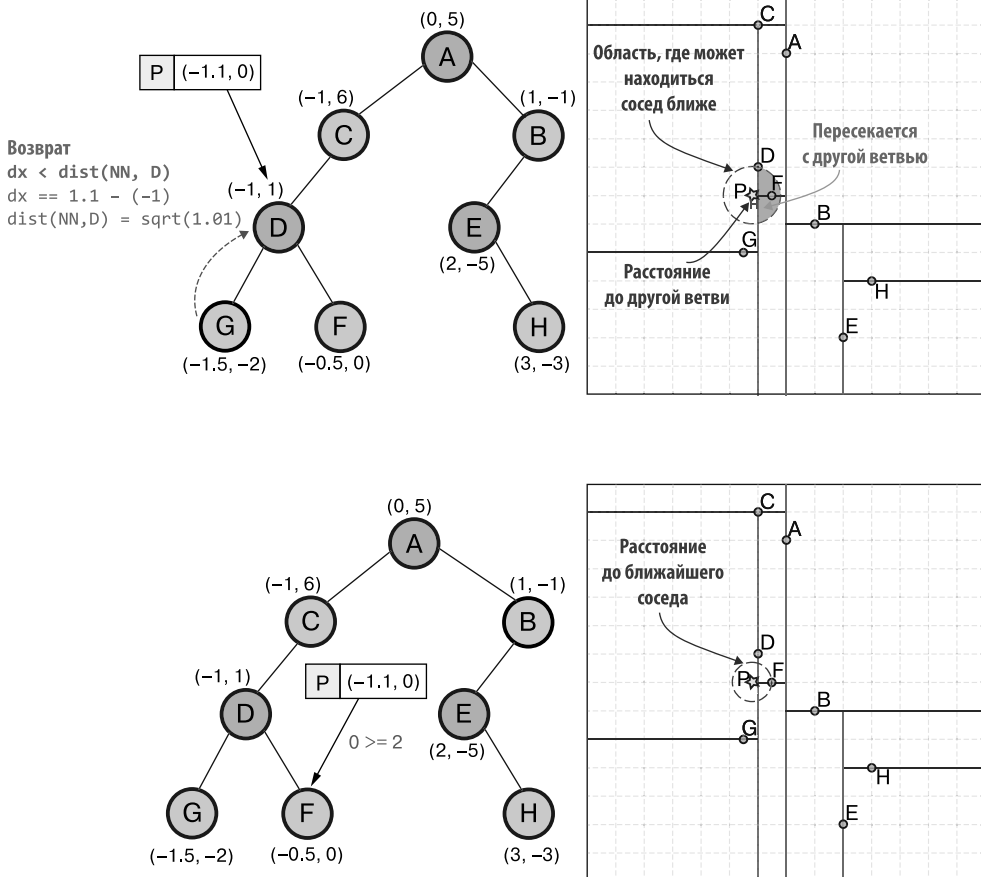 (0, 5)
A
P (−1.1, 0)
(−1, 6)
C
(1, −1)
B
Возврат
dx < dist(NN, D)
dx == 1.1 − (−1)
dist(NN,D) = sqrt(1.01)
(−1, 1)
D
E
(2, −5)
G
(−1.5, −2)
F
(−0.5, 0)
H
(3, −3)
C
A
Область, где может
находиться
сосед ближе
Пересекается
с другой ветвью
D
P
F
B
G
Расстояние
до другой ветви
H
E
(0, 5)
A
(−1, 6)
C
(1, −1)
B
P (−1.1, 0)
(−1, 1)
D
0 >= 2
E
(2, −5)
G
(−1.5, −2)
F
(−0.5, 0)
H
(3, −3)
C
A
Расстояние
до ближайшего
соседа
D
P
F
B
G
H
E